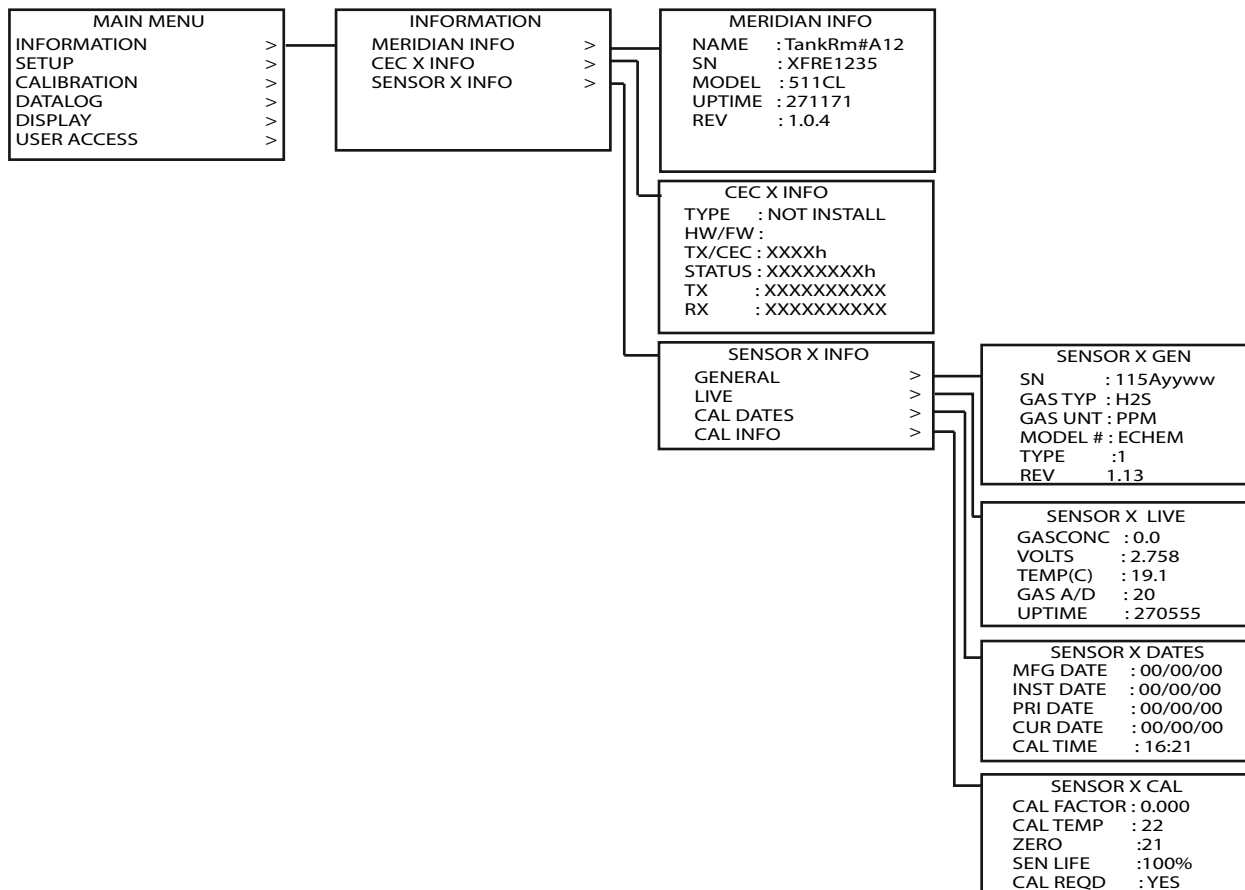 MAIN MENU
INFORMATION >
SETUP >
CALIBRATION >
DATALOG >
DISPLAY >
USER ACCESS >
INFORMATION
MERIDIAN INFO >
CEC X INFO >
SENSOR X INFO >
MERIDIAN INFO
NAME : TankRm#A12
SN : XFRE1235
MODEL : 511CL
UPTIME : 271171
REV : 1.0.4
CEC X INFO
TYPE : NOT INSTALL
HW/FW :
TX/CEC : XXXXh
STATUS : XXXXXXXXh
TX : XXXXXXXXXX
RX : XXXXXXXXXX
SENSOR X INFO
GENERAL >
LIVE >
CAL DATES >
CAL INFO >
SENSOR X GEN
SN : 115Ayyww
GAS TYP : H2S
GAS UNT : PPM
MODEL # : ECHEM
TYPE :1
REV 1.13
SENSOR X LIVE
GASCONC : 0.0
VOLTS : 2.758
TEMP(C) : 19.1
GAS A/D : 20
UPTIME : 270555
SENSOR X DATES
MFG DATE : 00/00/00
INST DATE : 00/00/00
PRI DATE : 00/00/00
CUR DATE : 00/00/00
CAL TIME : 16:21
SENSOR X CAL
CAL FACTOR : 0.000
CAL TEMP : 22
ZERO :21
SEN LIFE :100%
CAL REQD : YES